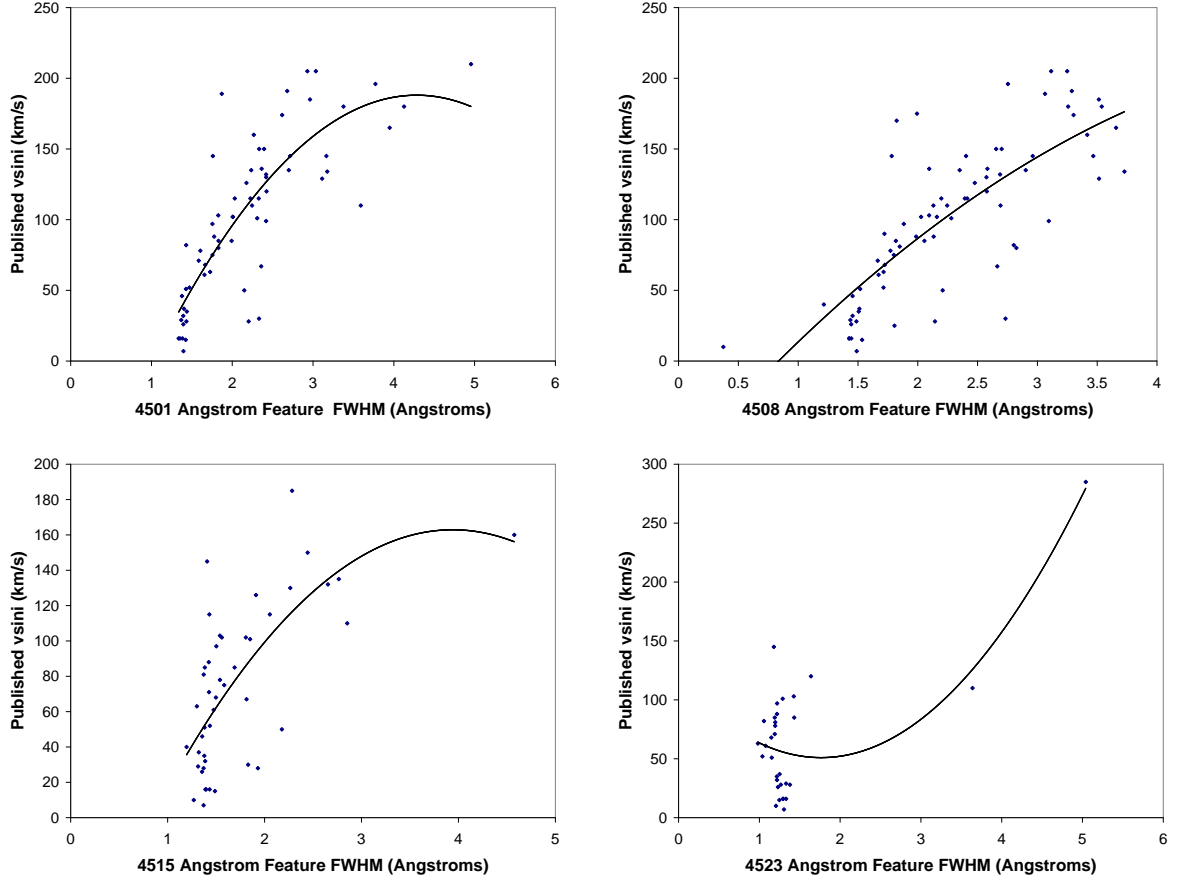 250
200
150
100
50
0
Published vsini (km/s)
0 1 2 3 4 5 6
4501 Angstrom Feature FWHM (Angstroms)
250
200
150
100
50
0
Published vsini (km/s)
0 0.5 1 1.5 2 2.5 3 3.5 4
4508 Angstrom Feature FWHM (Angstroms)
200
180
160
140
120
100
80
60
40
20
0
Published vsini (km/s)
0 1 2 3 4 5
4515 Angstrom Feature FWHM (Angstroms)
300
250
200
150
100
50
0
Published vsini (km/s)
0 1 2 3 4 5 6
4523 Angstrom Feature FWHM (Angstroms)